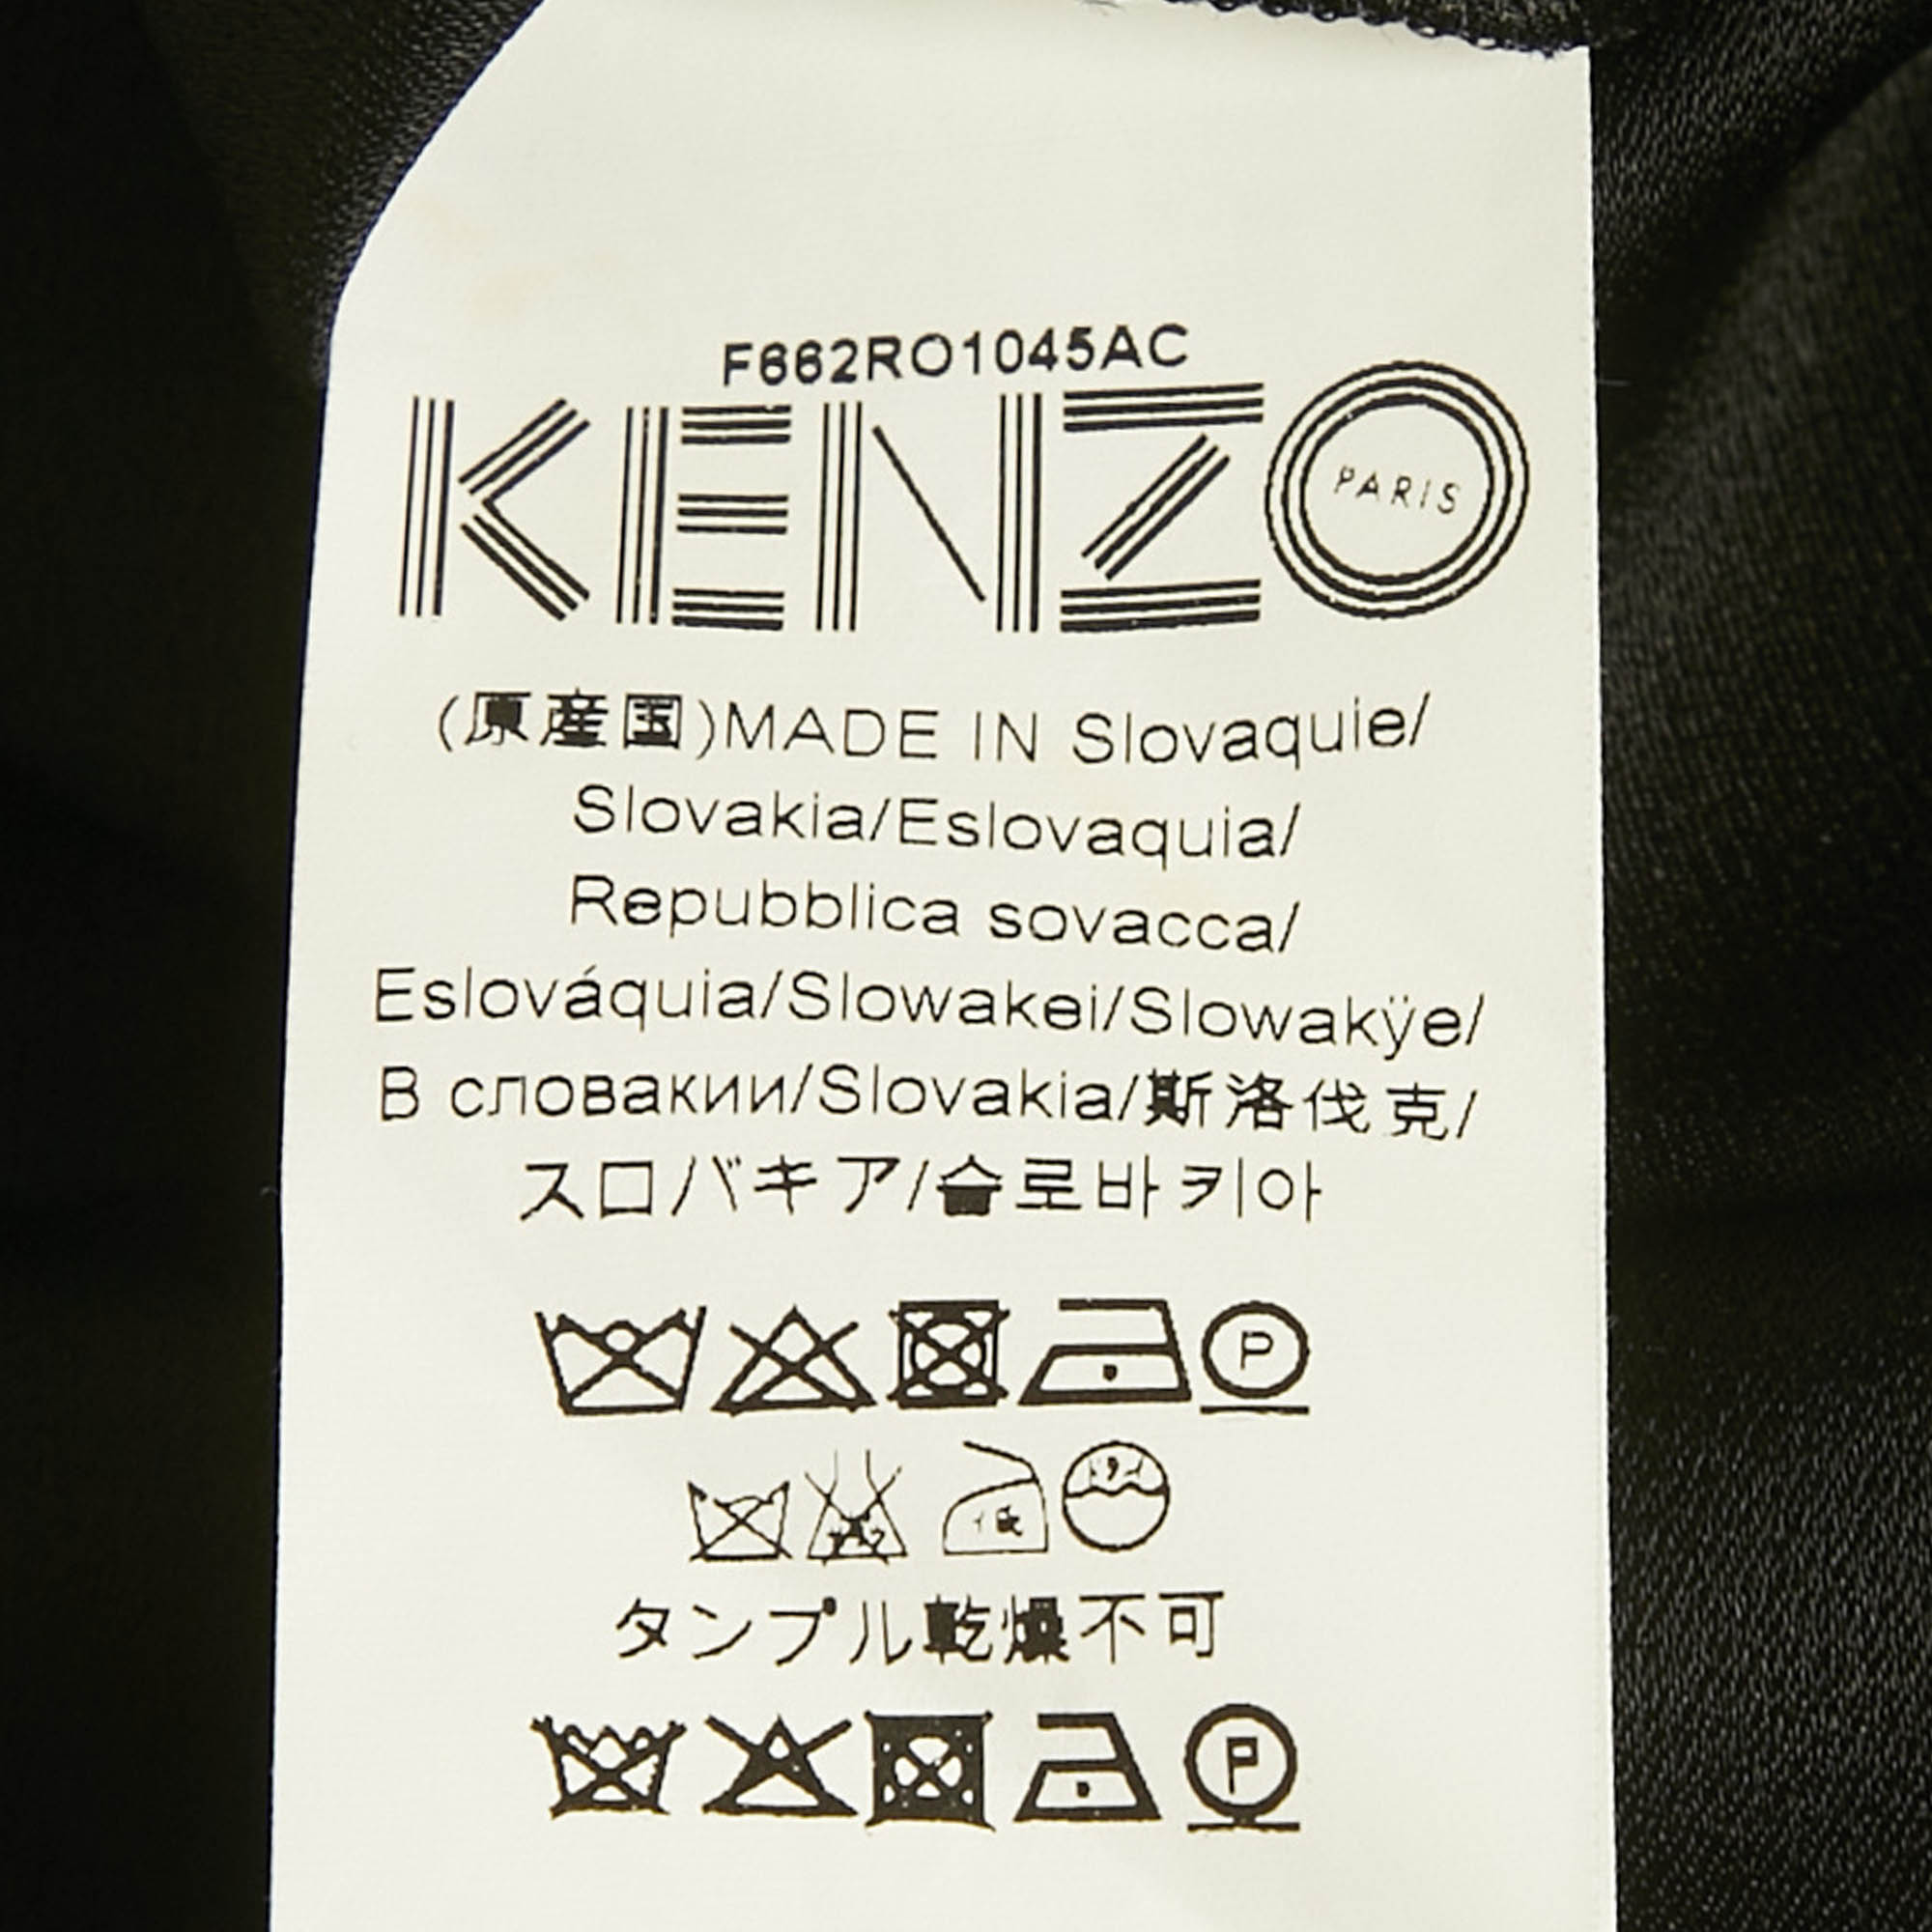 F662RO1045AC
KENZO
PARIS
(原産国)MADE IN Slovaquie/
Slovakia/Eslovaquia/
Repubblica sovacca/
Eslováquia/Slowakei/Slowakÿe/
В словакии/Slovakia/斯洛伐克/
スロバキア/슬로바키아
P
タンプル乾燥不可
P